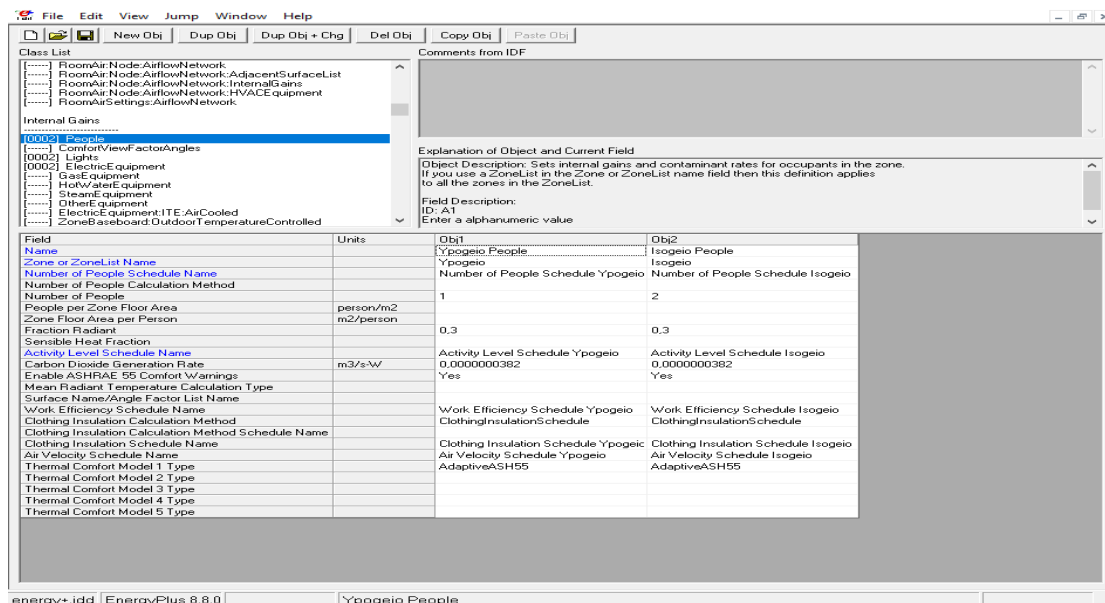 File Edit View Jump Window Help
New Obj Dup Obj Dup Obj + Chg Del Obj Copy Obj Paste Obj
Class List
Comments from IDF
[------] RoomAir:Node:AirflowNetwork
[------] RoomAir:Node:AirflowNetwork:AdjacentSurfaceList
[------] RoomAir:Node:AirflowNetwork:InternalGains
[------] RoomAir:Node:AirflowNetwork:HVACEquipment
[------] RoomAirSettings:AirflowNetwork
Internal Gains
--------------------------
[0002] People
[------] ComfortViewFactorAngles
[0002] Lights
[0002] ElectricEquipment
[------] GasEquipment
[------] HotWaterEquipment
[------] SteamEquipment
[------] OtherEquipment
[------] ElectricEquipment:ITE:AirCooled
[------] ZoneBaseboard:OutdoorTemperatureControlled
Explanation of Object and Current Field
Object Description: Sets internal gains and contaminant rates for occupants in the zone.
If you use a ZoneList in the Zone or ZoneList name field then this definition applies
to all the zones in the ZoneList.
Field Description:
ID: A1
Enter a alphanumeric value
Field Units Obj1 Obj2
Name Ypogeio People Isogeio People
Zone or ZoneList Name Ypogeio Isogeio
Number of People Schedule Name Number of People Schedule Ypogeio Number of People Schedule Isogeio
Number of People Calculation Method
Number of People 1 2
People per Zone Floor Area person/m2
Zone Floor Area per Person m2/person
Fraction Radiant 0,3 0,3
Sensible Heat Fraction
Activity Level Schedule Name Activity Level Schedule Ypogeio Activity Level Schedule Isogeio
Carbon Dioxide Generation Rate m3/s-W 0,0000000382 0,0000000382
Enable ASHRAE 55 Comfort Warnings Yes Yes
Mean Radiant Temperature Calculation Type
Surface Name/Angle Factor List Name
Work Efficiency Schedule Name Work Efficiency Schedule Ypogeio Work Efficiency Schedule Isogeio
Clothing Insulation Calculation Method ClothingInsulationSchedule ClothingInsulationSchedule
Clothing Insulation Calculation Method Schedule Name
Clothing Insulation Schedule Name Clothing Insulation Schedule Ypogeic Clothing Insulation Schedule Isogeio
Air Velocity Schedule Name Air Velocity Schedule Ypogeio Air Velocity Schedule Isogeio
Thermal Comfort Model 1 Type AdaptiveASH55 AdaptiveASH55
Thermal Comfort Model 2 Type
Thermal Comfort Model 3 Type
Thermal Comfort Model 4 Type
Thermal Comfort Model 5 Type
energy+.idd EnergyPlus 8.8.0 Ypogeio People